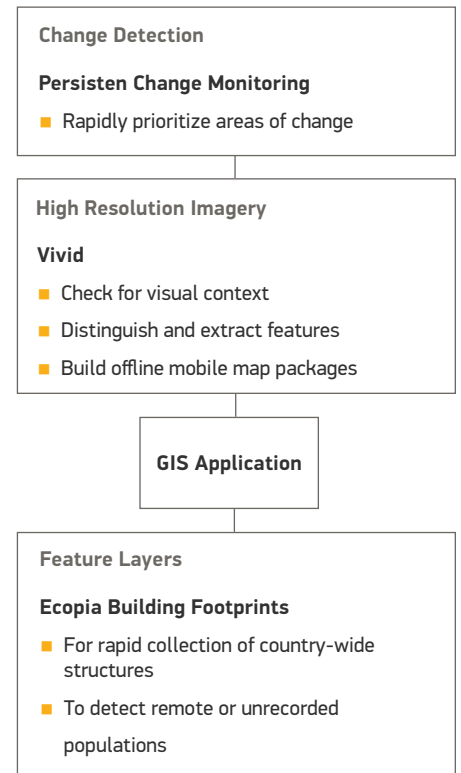 Change Detection
Persisten Change Monitoring
Rapidly prioritize areas of change
High Resolution Imagery
Vivid
Check for visual context
Distinguish and extract features
Build offline mobile map packages
GIS Application
Feature Layers
Ecopia Building Footprints
For rapid collection of country-wide
structures
To detect remote or unrecorded
populations